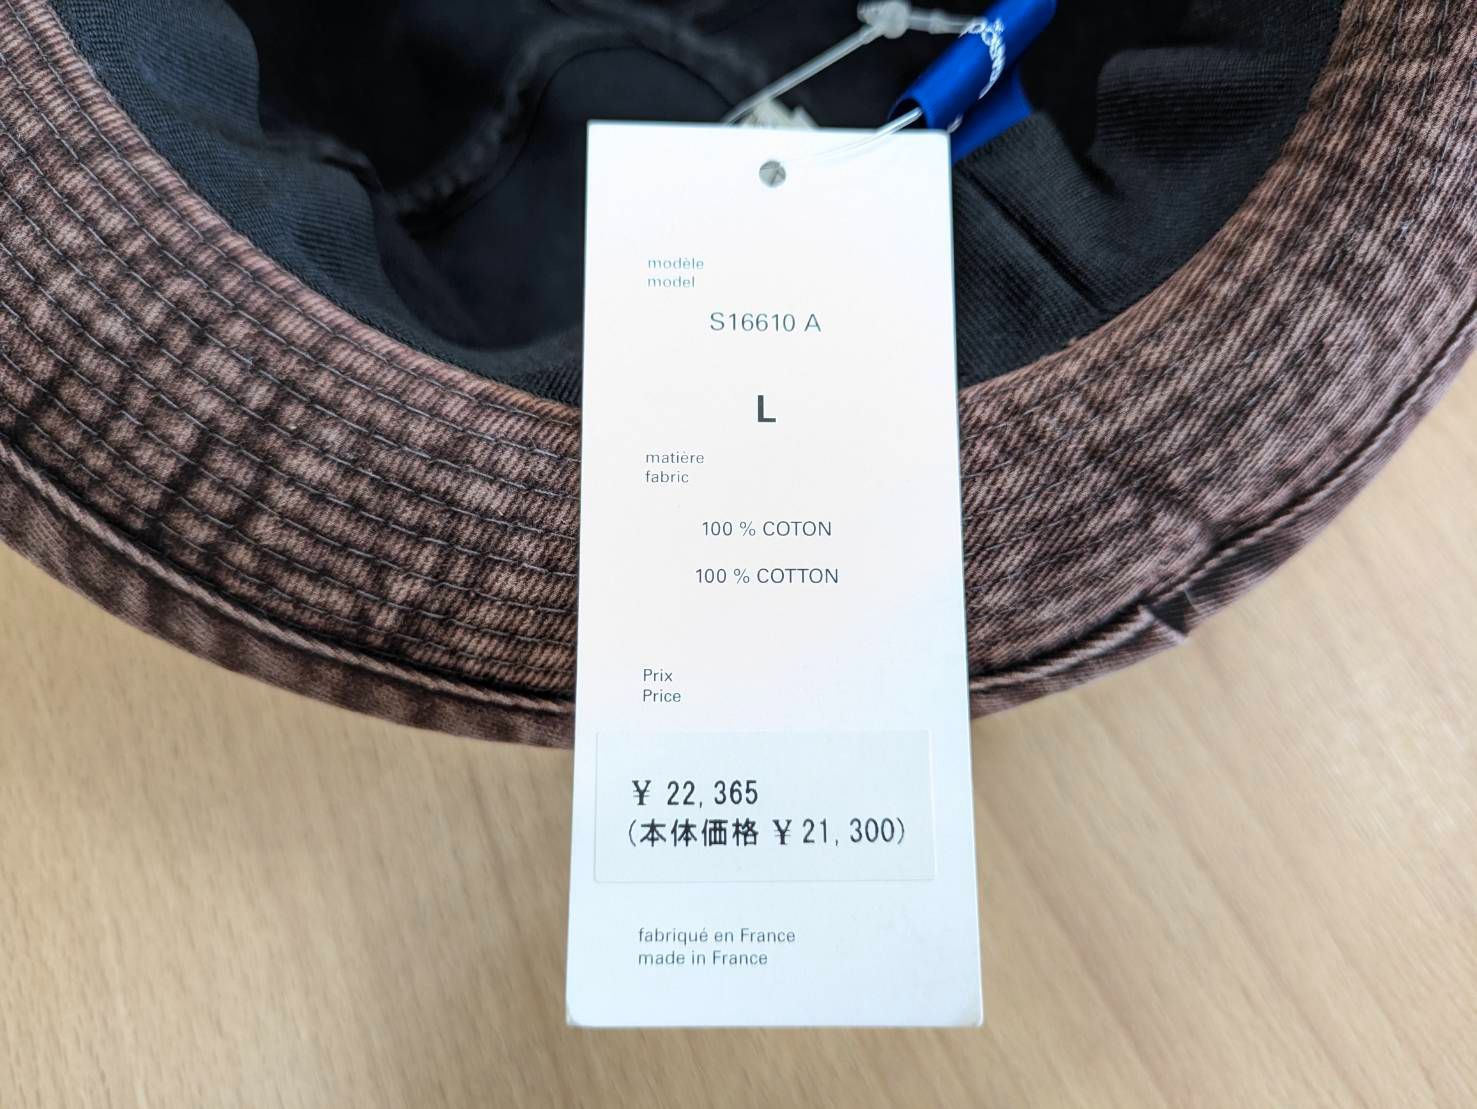 modèle
model
S16610 A
L
matière
fabric
100 % COTON
100 % COTTON
Prix
Price
¥ 22,365
(本体価格 ¥ 21,300)
fabriqué en France
made in France